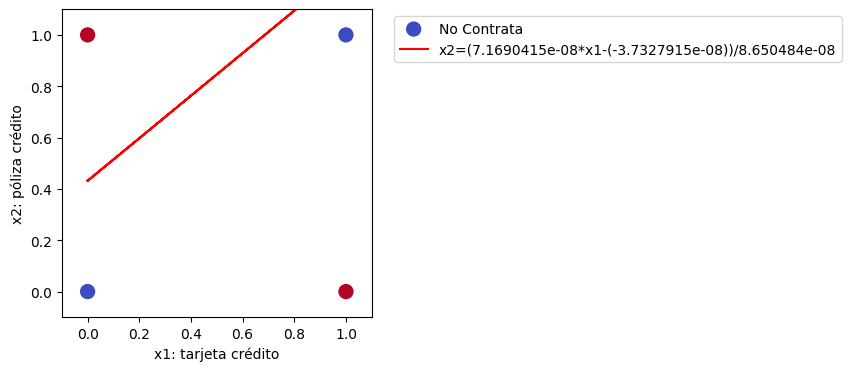 1.0
0.8
0.6
0.4
0.2
0.0
x2: póliza crédito
0.0 0.2 0.4 0.6 0.8 1.0
x1: tarjeta crédito
No Contrata
x2=(7.1690415e-08*x1-(-3.7327915e-08))/8.650484e-08